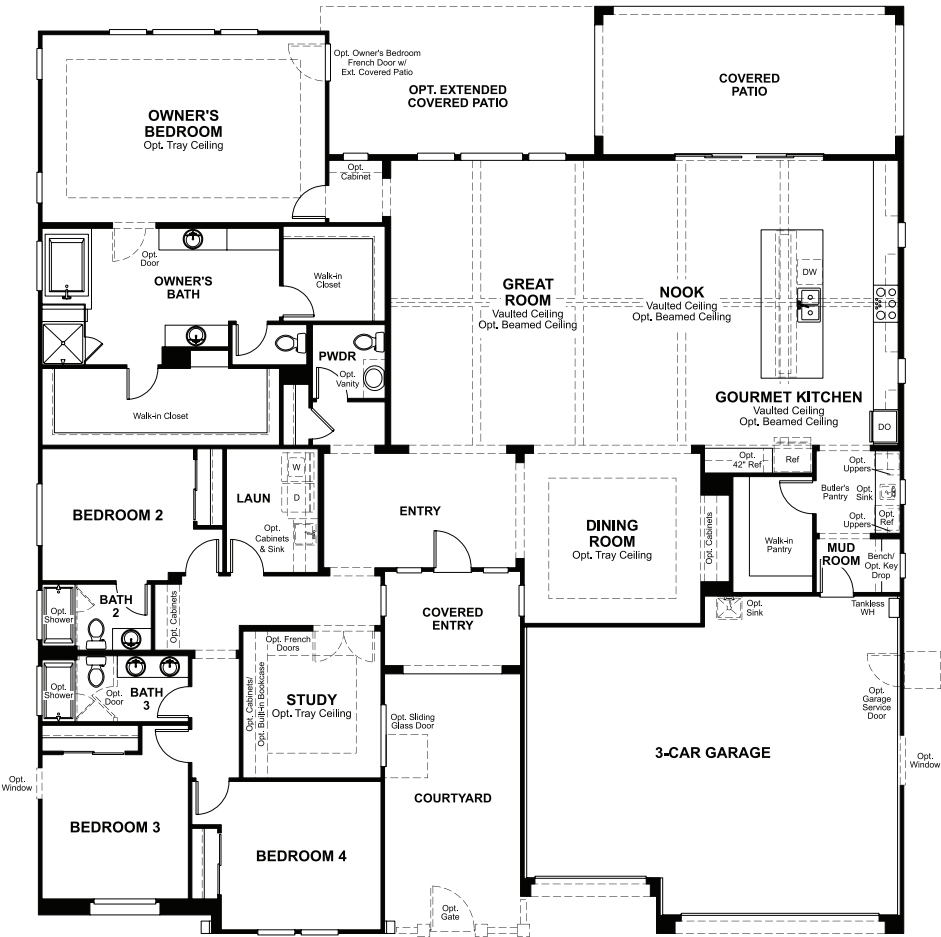 Opt. Owner's Bedroom
French Door w/
Ext. Covered Patio
OPT. EXTENDED
COVERED PATIO
COVERED
PATIO
OWNER'S
BEDROOM
Opt. Tray Ceiling
Opt.
Cabinet
Opt.
Door
OWNER'S
BATH
Walk-in
Closet
GREAT
ROOM
Vaulted Ceiling
Opt. Beamed Ceiling
NOOK
Vaulted Ceiling
Opt. Beamed Ceiling
DW
PWDR
Opt.
Vanity
Walk-in Closet
GOURMET KITCHEN
Vaulted Ceiling
Opt. Beamed Ceiling
DO
Opt.
42" Ref
Ref
Opt.
Uppers
Butler's
Pantry
Opt.
Sink
Opt.
Uppers
Opt.
Ref
W
D
LAUN
Opt.
Cabinets
& Sink
BEDROOM 2
ENTRY
DINING
ROOM
Opt. Tray Ceiling
Opt. Cabinets
Walk-in
Pantry
MUD
ROOM
Bench/
Opt. Key
Drop
Opt.
Shower
BATH
2
Opt. Cabinets
COVERED
ENTRY
Opt.
Sink
Tankless
WH
Opt. French
Doors
Opt.
Shower
Opt.
Door
BATH
3
Opt. Cabinets/
Opt. Built-in Bookcase
STUDY
Opt. Tray Ceiling
Opt. Sliding
Glass Door
Opt.
Garage
Service
Door
3-CAR GARAGE
Opt.
Window
Opt.
Window
COURTYARD
BEDROOM 3
BEDROOM 4
Opt.
Gate